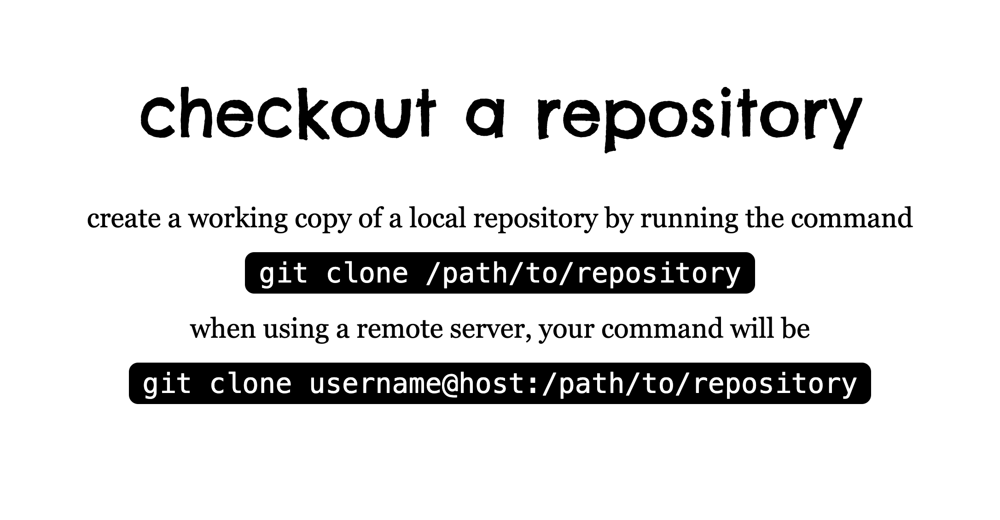 checkout a repository
create a working copy of a local repository by running the command
git clone /path/to/repository
when using a remote server, your command will be
git clone username@host:/path/to/repository